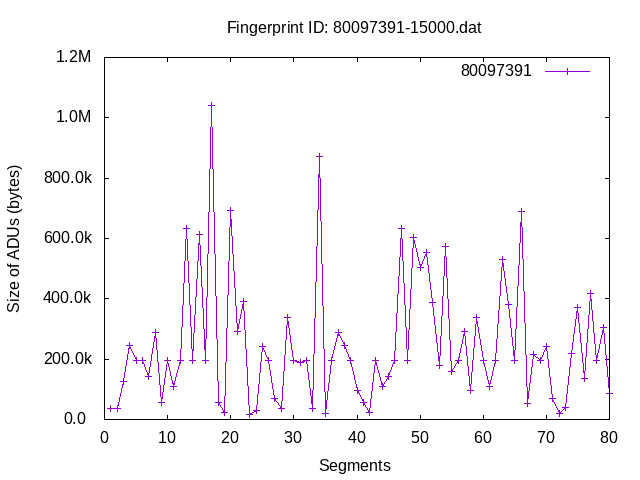 Fingerprint ID: 80097391-15000.dat
80097391
1.2M
1.0M
800.0k
600.0k
400.0k
200.0k
0.0
Size of ADUs (bytes)
0 10 20 30 40 50 60 70 80
Segments